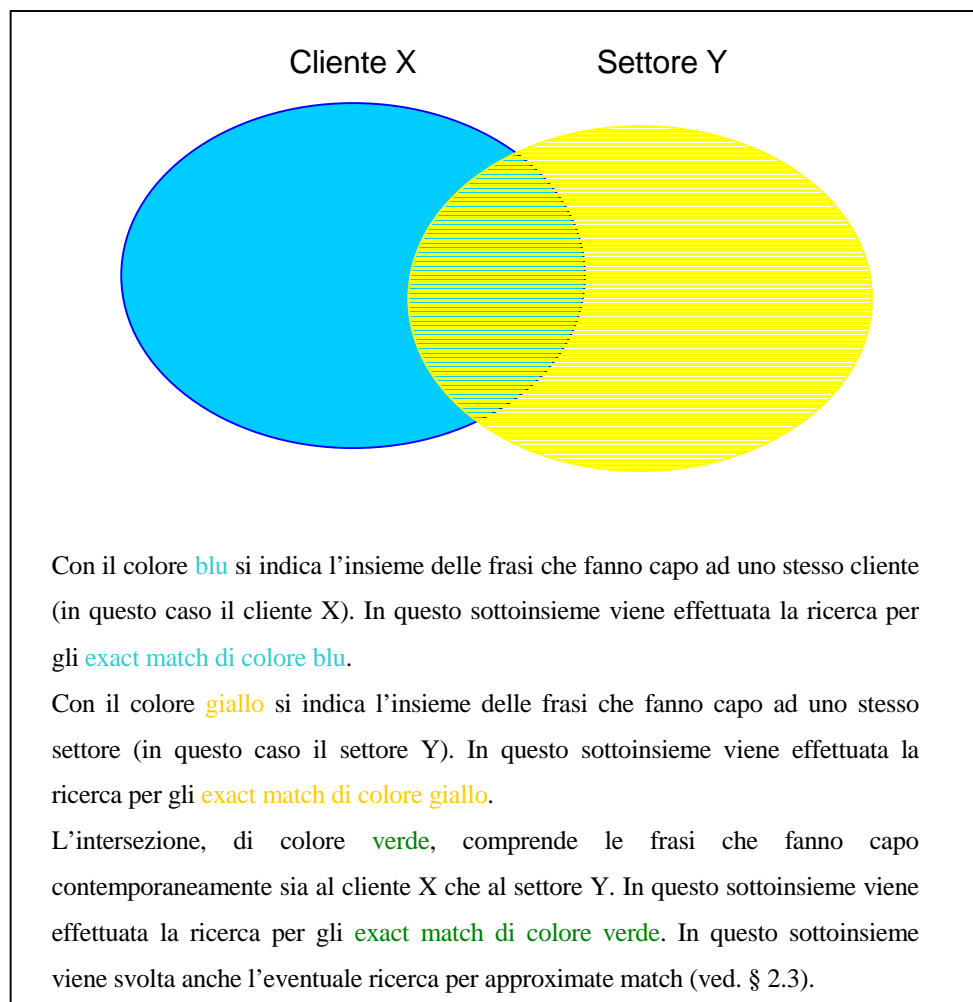 Cliente X Settore Y
Con il colore blu si indica l’insieme delle frasi che fanno capo ad uno stesso cliente
(in questo caso il cliente X). In questo sottoinsieme viene effettuata la ricerca per
gli exact match di colore blu.
Con il colore giallo si indica l’insieme delle frasi che fanno capo ad uno stesso
settore (in questo caso il settore Y). In questo sottoinsieme viene effettuata la
ricerca per gli exact match di colore giallo.
L’intersezione, di colore verde, comprende le frasi che fanno capo
contemporaneamente sia al cliente X che al settore Y. In questo sottoinsieme viene
effettuata la ricerca per gli exact match di colore verde. In questo sottoinsieme
viene svolta anche l’eventuale ricerca per approximate match (ved. § 2.3).